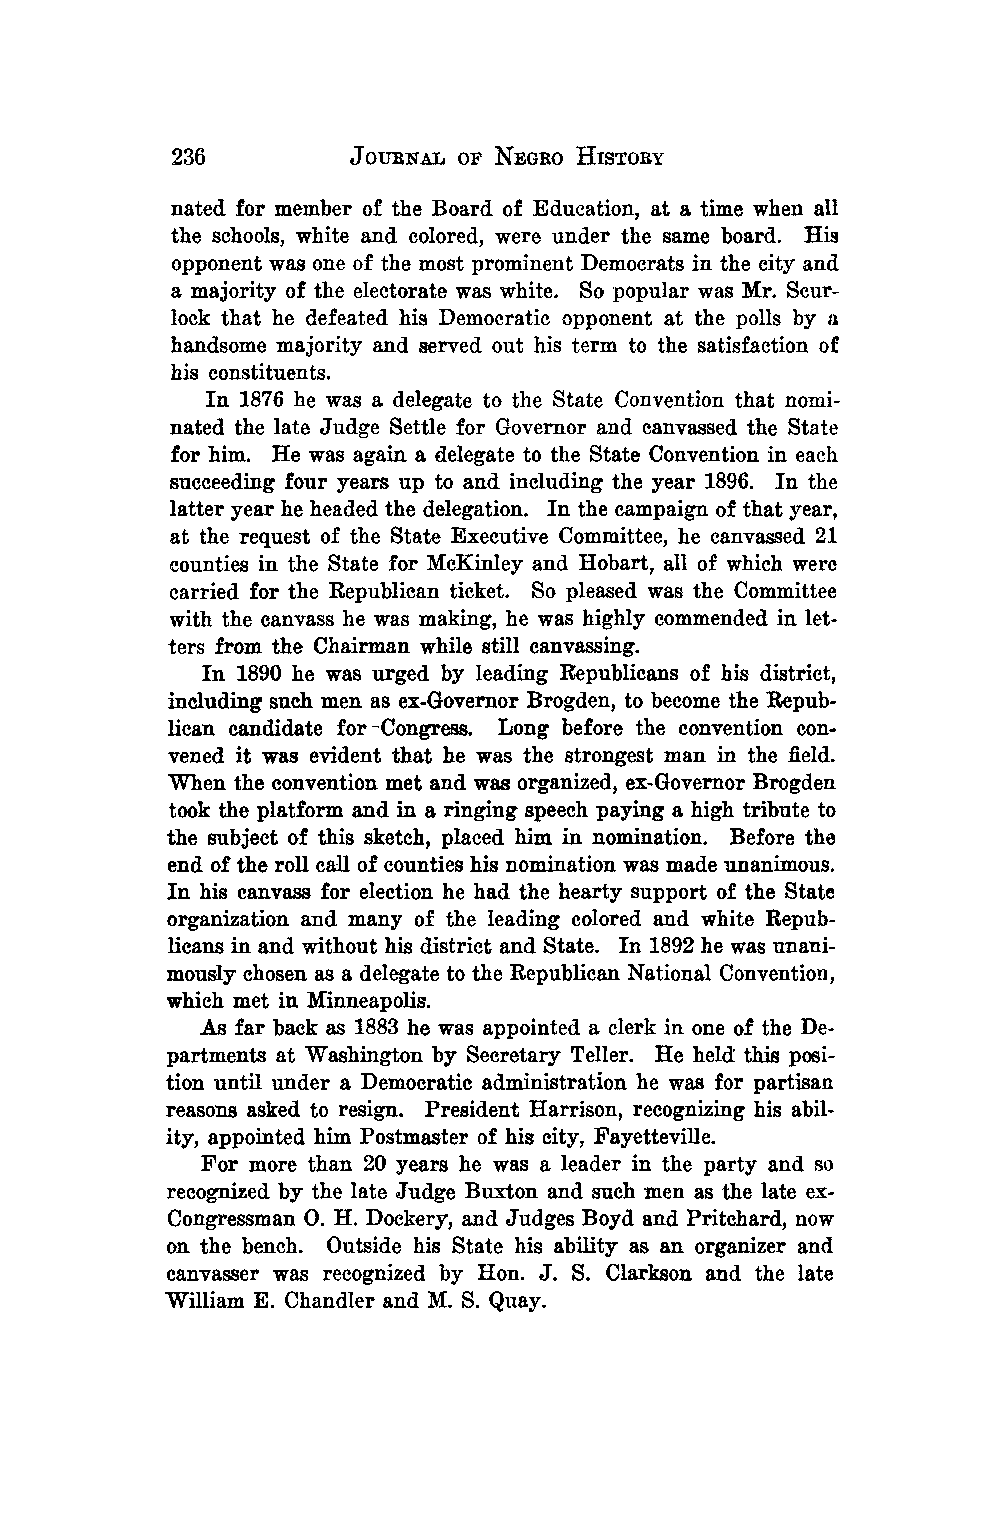 236 JOURNAL OF NEGRO HISTORY
nated for member of the Board of Education, at a time when all
the schools, white and colored, were under the same board. His
opponent was one of the most prominent Democrats in the city and
a majority of the electorate was white. So popular was Mr. Scur-
lock that he defeated his Democratic opponent at the polls by a
handsome majority and served out his term to the satisfaction of
his constituents.
In 1876 he was a delegate to the State Convention that nomi-
nated the late Judge Settle for Governor and canvassed the State
for him. He was again a delegate to the State Convention in each
succeeding four years up to and including the year 1896. In the
latter year he headed the delegation. In the campaign of that year,
at the request of the State Executive Committee, he canvassed 21
counties in the State for McKinley and Hobart, all of which were
carried for the Republican ticket. So pleased was the Committee
with the canvass he was making, he was highly commended in let-
ters from the Chairman while still canvassing.
In 1890 he was urged by leading Republicans of his district,
including such men as ex-Governor Brogden, to become the Repub-
lican candidate for -Congress. Long before the convention con-
vened it was evident that he was the strongest man in the field.
When the convention met and was organized, ex-Governor Brogden
took the platform and in a ringing speech paying a high tribute to
the subject of this sketch, placed him in nomination. Before the
end of the roll call of counties his nomination was made unanimous.
In his canvass for election he had the hearty support of the State
organization and many of the leading colored and white Repub-
licans in and without his district and State. In 1892 he was unani-
mously chosen as a delegate to the Republican National Convention,
which met in Minneapolis.
As far back as 1883 he was appointed a clerk in one of the De-
partments at Washington by Secretary Teller. He held this posi-
tion until under a Democratic administration he was for partisan
reasons asked to resign. President Harrison, recognizing his abil-
ity, appointed him Postmaster of his city, Fayetteville.
For more than 20 years he was a leader in the party and so
recognized by the late Judge Buxton and such men as the late ex-
Congressman O. H. Dockery, and Judges Boyd and Pritchard, now
on the bench. Outside his State his ability as an organizer and
canvasser was recognized by Hon. J. S. Clarkson and the late
William E. Chandler and M. S. Quay.